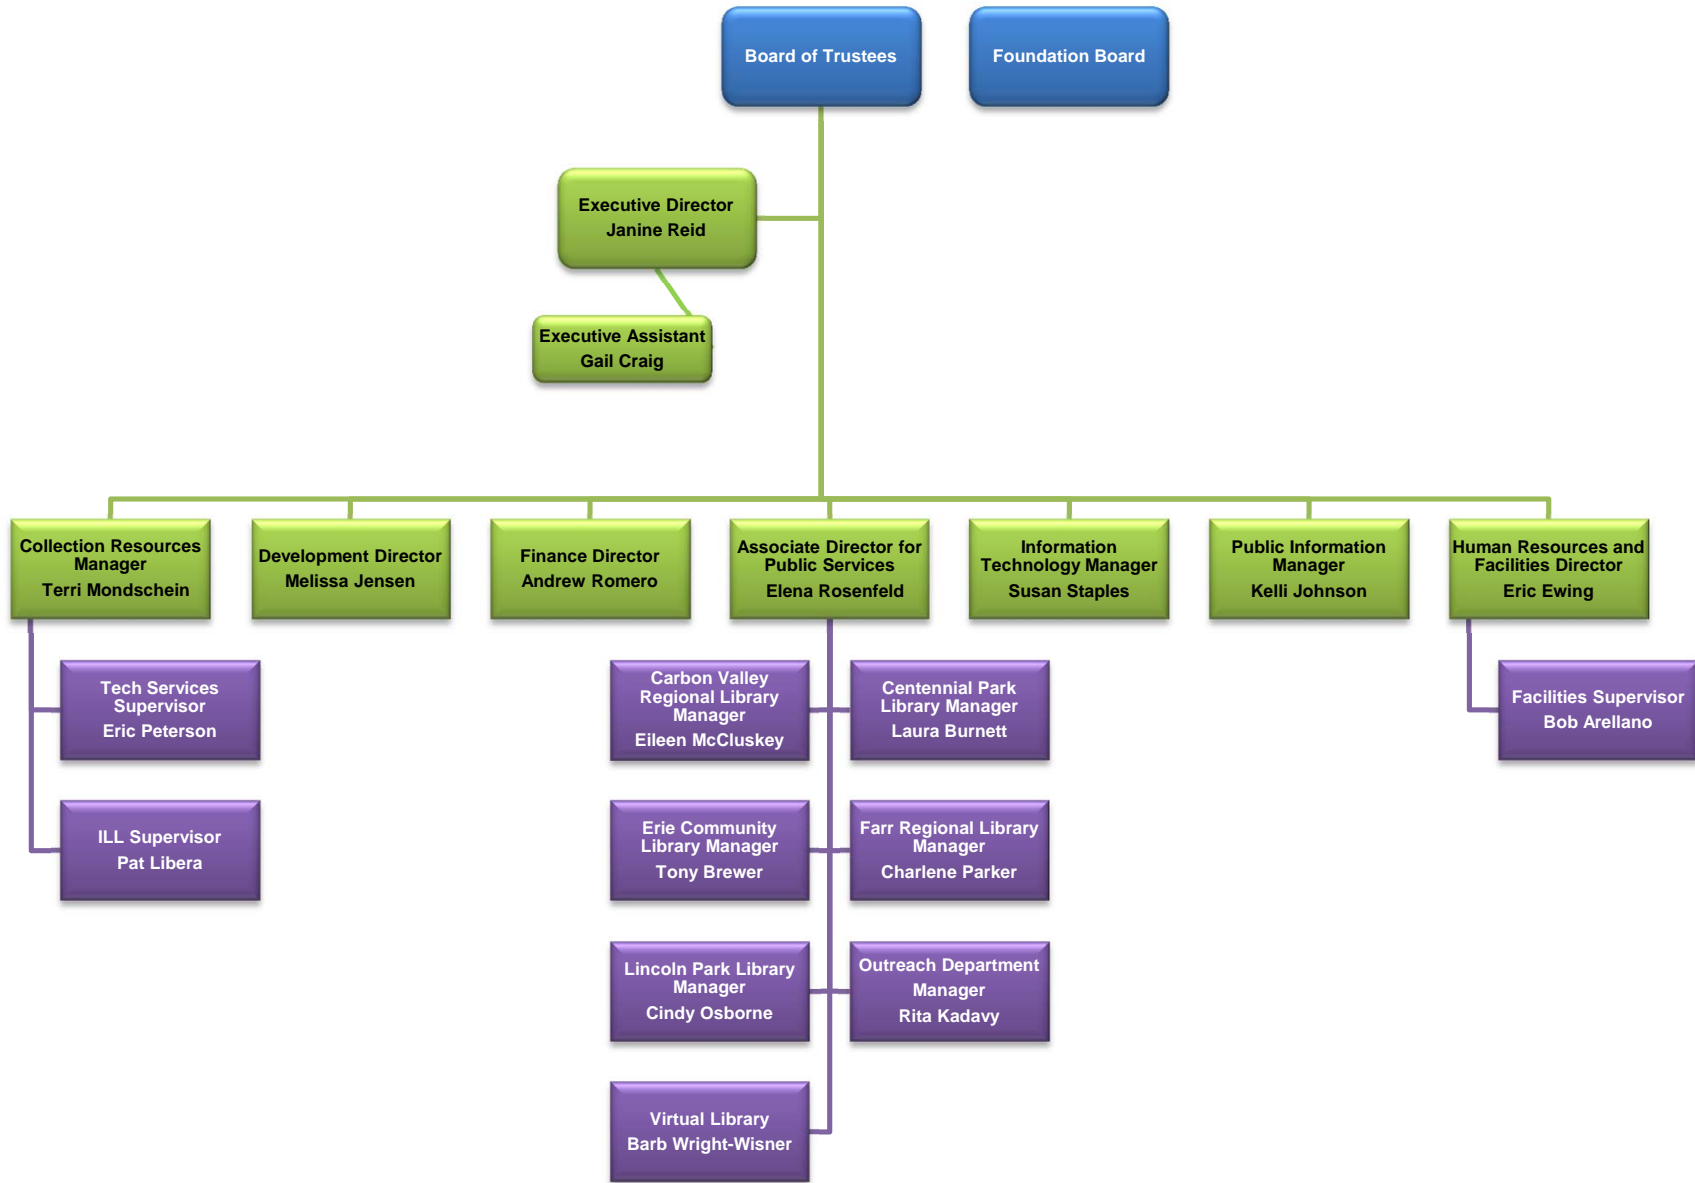 Board of Trustees
Foundation Board
Executive Director
Janine Reid
Executive Assistant
Gail Craig
Collection Resources
Manager
Terri Mondschein
Development Director
Melissa Jensen
Finance Director
Andrew Romero
Associate Director for
Public Services
Elena Rosenfeld
Information
Technology Manager
Susan Staples
Public Information
Manager
Kelli Johnson
Human Resources and
Facilities Director
Eric Ewing
Tech Services
Supervisor
Eric Peterson
ILL Supervisor
Pat Libera
Carbon Valley
Regional Library
Manager
Eileen McCluskey
Centennial Park
Library Manager
Laura Burnett
Erie Community
Library Manager
Tony Brewer
Farr Regional Library
Manager
Charlene Parker
Lincoln Park Library
Manager
Cindy Osborne
Outreach Department
Manager
Rita Kadavy
Virtual Library
Barb Wright-Wisner
Facilities Supervisor
Bob Arellano